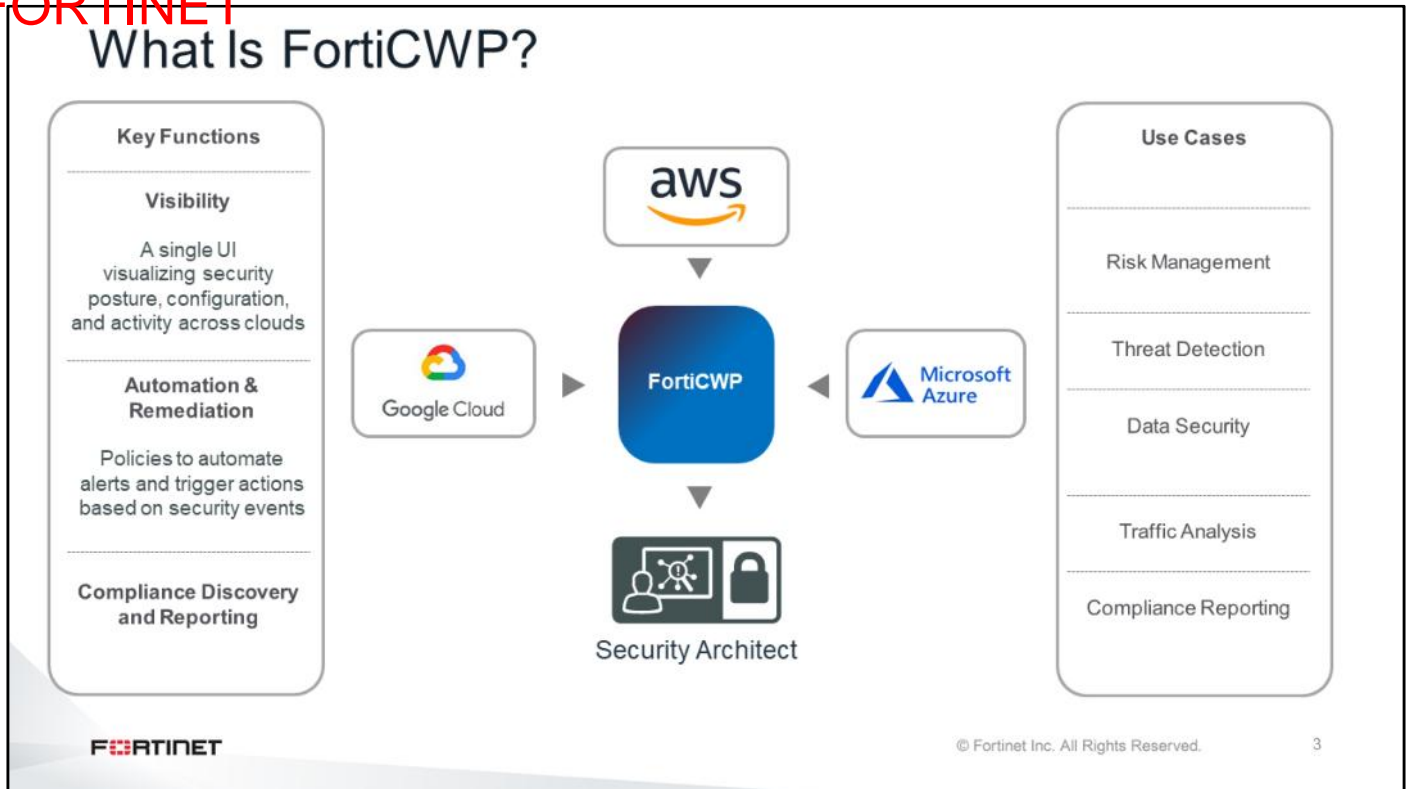 FORTINET
What Is FortiCWP?
Key Functions
Visibility
A single UI
visualizing security
posture, configuration,
and activity across clouds
Automation &
Remediation
Policies to automate
alerts and trigger actions
based on security events
Compliance Discovery
and Reporting
aws
Google Cloud
FortiCWP
Microsoft
Azure
Security Architect
Use Cases
Risk Management
Threat Detection
Data Security
Traffic Analysis
Compliance Reporting
FORTINET
© Fortinet Inc. All Rights Reserved.
3